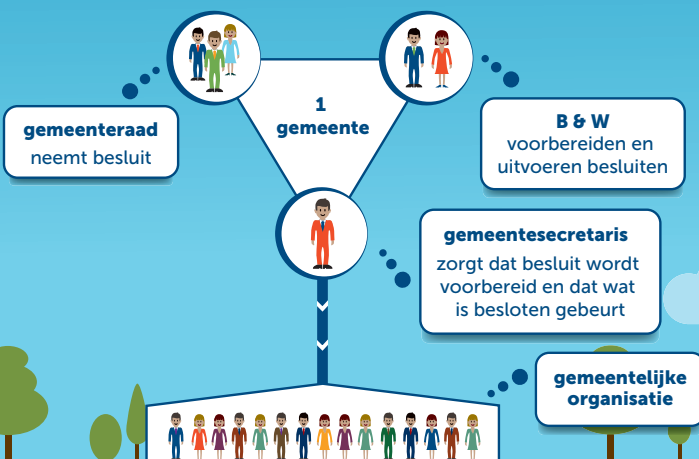 1
gemeente
gemeenteraad
neemt besluit
B & W
voorbereiden en
uitvoeren besluiten
gemeentesecretaris
zorgt dat besluit wordt
voorbereid en dat wat
is besloten gebeurt
gemeentelijke
organisatie